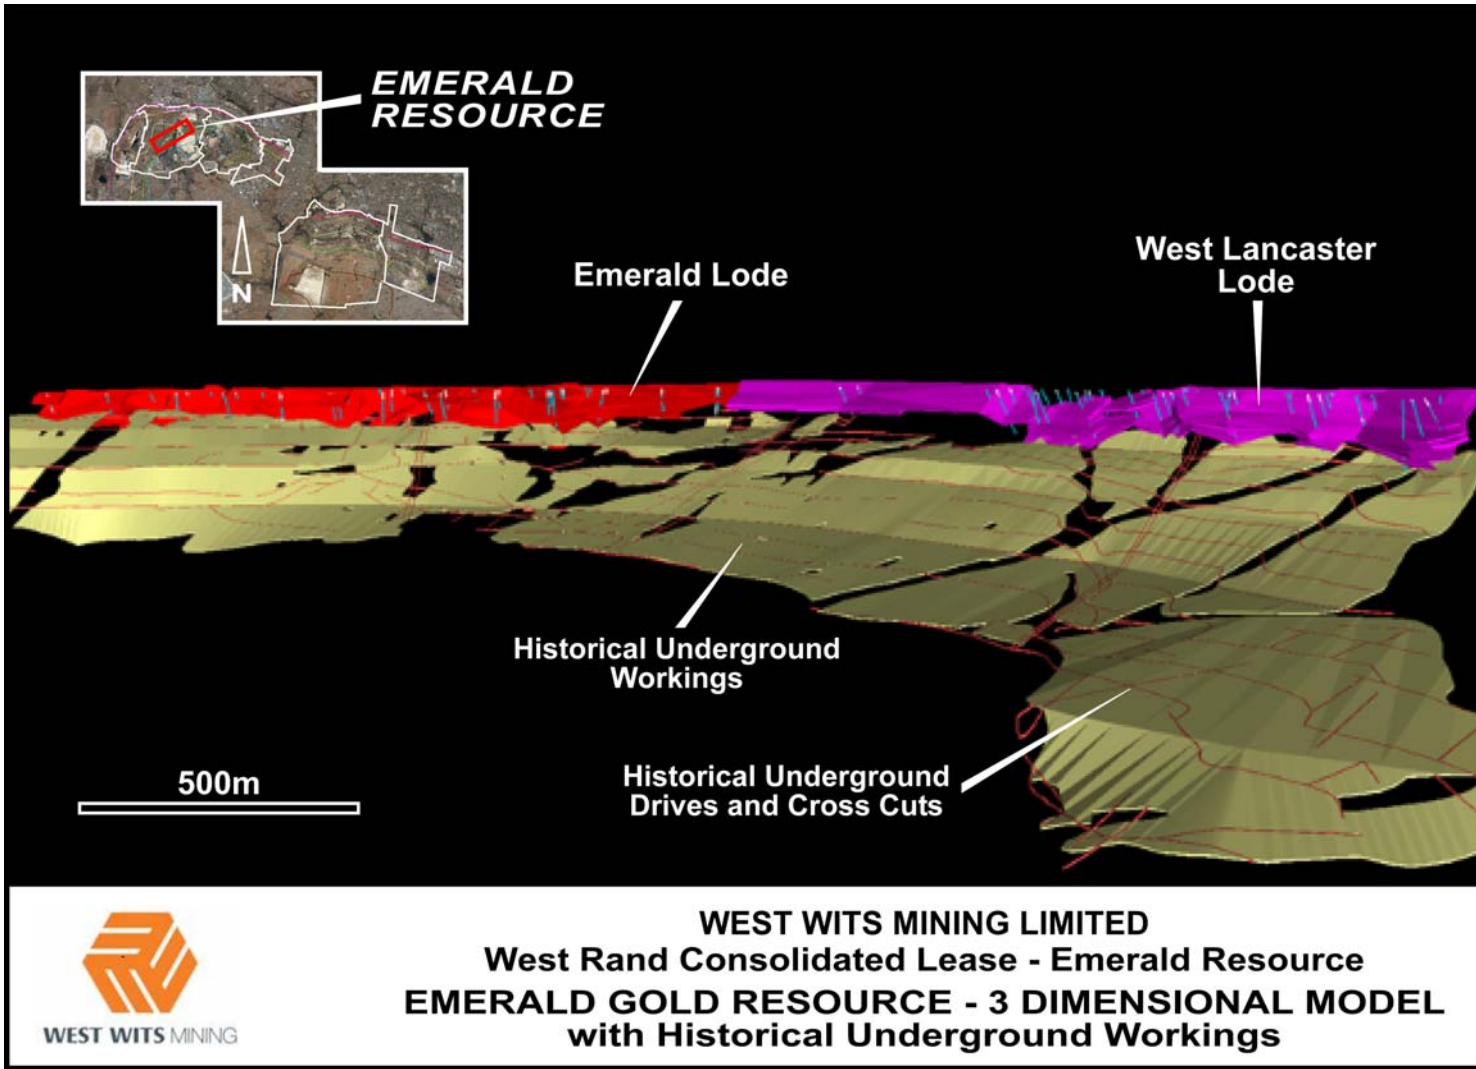 EMERALD
RESOURCE
N
Emerald Lode
West Lancaster
Lode
Historical Underground
Workings
Historical Underground
Drives and Cross Cuts
500m
WEST WITS MINING
WEST WITS MINING LIMITED
West Rand Consolidated Lease - Emerald Resource
EMERALD GOLD RESOURCE - 3 DIMENSIONAL MODEL
with Historical Underground Workings